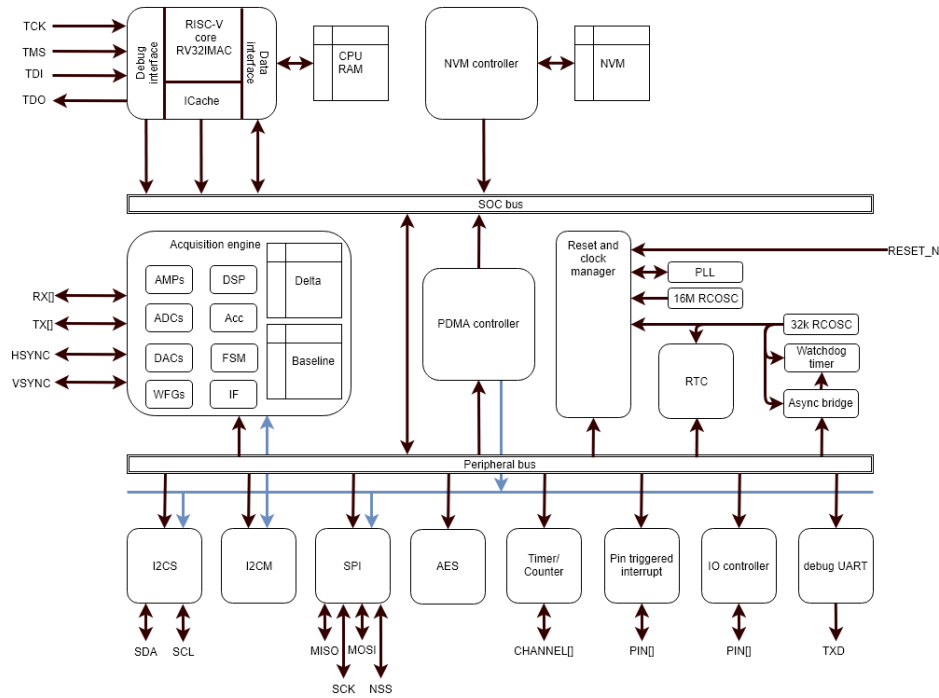 TCK
TMS
TDI
TDO
Debug
interface
RISC-V
core
RV32IMAC
ICache
Data
interface
CPU
RAM
NVM controller
NVM
SOC bus
Acquisition engine
AMPs
DSP
ADCs
Acc
DACs
FSM
WFGs
IF
Delta
Baseline
RX[]
TX[]
HSYNC
VSYNC
PDMA controller
Reset and
clock
manager
RESET_N
PLL
16M RCOSC
32k RCOSC
RTC
Watchdog
timer
Async bridge
Peripheral bus
I2CS
I2CM
SPI
AES
Timer/
Counter
Pin triggered
interrupt
IO controller
debug UART
SDA
SCL
MISO
MOSI
SCK
NSS
CHANNEL[]
PIN[]
PIN[]
TXD